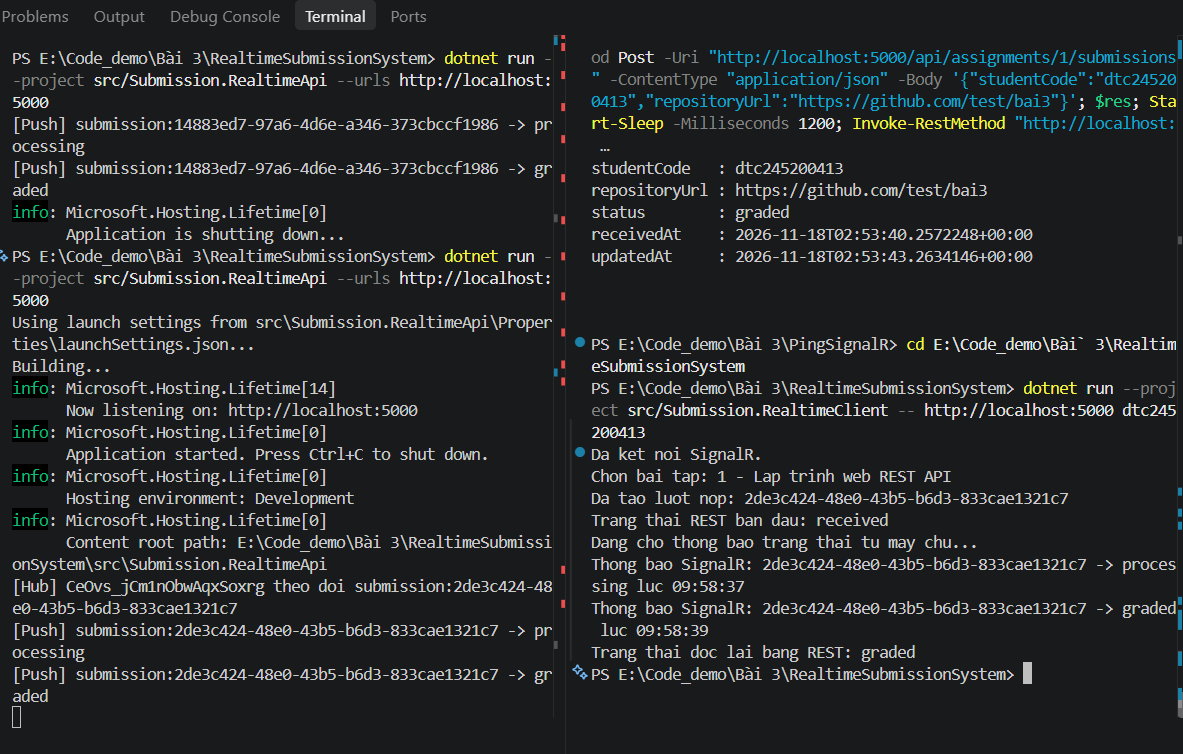 Problems Output Debug Console Terminal Ports
PS E:\Code_demo\Bài 3\RealtimeSubmissionSystem> dotnet run -
-project src/Submission.RealtimeApi --urls http://localhost:
5000
[Push] submission:14883ed7-97a6-4d6e-a346-373cbccf1986 -> pr
ocessing
[Push] submission:14883ed7-97a6-4d6e-a346-373cbccf1986 -> gr
aded
info: Microsoft.Hosting.Lifetime[0]
Application is shutting down...
PS E:\Code_demo\Bài 3\RealtimeSubmissionSystem> dotnet run -
-project src/Submission.RealtimeApi --urls http://localhost:
5000
Using launch settings from src\Submission.RealtimeApi\Proper
ties\launchSettings.json...
Building...
info: Microsoft.Hosting.Lifetime[14]
Now listening on: http://localhost:5000
info: Microsoft.Hosting.Lifetime[0]
Application started. Press Ctrl+C to shut down.
info: Microsoft.Hosting.Lifetime[0]
Hosting environment: Development
info: Microsoft.Hosting.Lifetime[0]
Content root path: E:\Code_demo\Bài 3\RealtimeSubmissi
onSystem\src\Submission.RealtimeApi
[Hub] CeOvs_jCm1nObwAqxSoxrg theo doi submission:2de3c424-48
e0-43b5-b6d3-833cae1321c7
[Push] submission:2de3c424-48e0-43b5-b6d3-833cae1321c7 -> pr
ocessing
[Push] submission:2de3c424-48e0-43b5-b6d3-833cae1321c7 -> gr
aded
od Post -Uri "http://localhost:5000/api/assignments/1/submissions
" -ContentType "application/json" -Body '{"studentCode":"dtc24520
0413","repositoryUrl":"https://github.com/test/bai3"}'; $res; Sta
rt-Sleep -Milliseconds 1200; Invoke-RestMethod "http://localhost:
…
studentCode : dtc245200413
repositoryUrl : https://github.com/test/bai3
status : graded
receivedAt : 2026-11-18T02:53:40.2572248+00:00
updatedAt : 2026-11-18T02:53:43.2634146+00:00
PS E:\Code_demo\Bài 3\PingSignalR> cd E:\Code_demo\Bài` 3\Realtim
eSubmissionSystem
PS E:\Code_demo\Bài 3\RealtimeSubmissionSystem> dotnet run --proj
ect src/Submission.RealtimeClient -- http://localhost:5000 dtc245
200413
Da ket noi SignalR.
Chon bai tap: 1 - Lap trinh web REST API
Da tao luot nop: 2de3c424-48e0-43b5-b6d3-833cae1321c7
Trang thai REST ban dau: received
Dang cho thong bao trang thai tu may chu...
Thong bao SignalR: 2de3c424-48e0-43b5-b6d3-833cae1321c7 -> proces
sing luc 09:58:37
Thong bao SignalR: 2de3c424-48e0-43b5-b6d3-833cae1321c7 -> graded
luc 09:58:39
Trang thai doc lai bang REST: graded
PS E:\Code_demo\Bài 3\RealtimeSubmissionSystem>